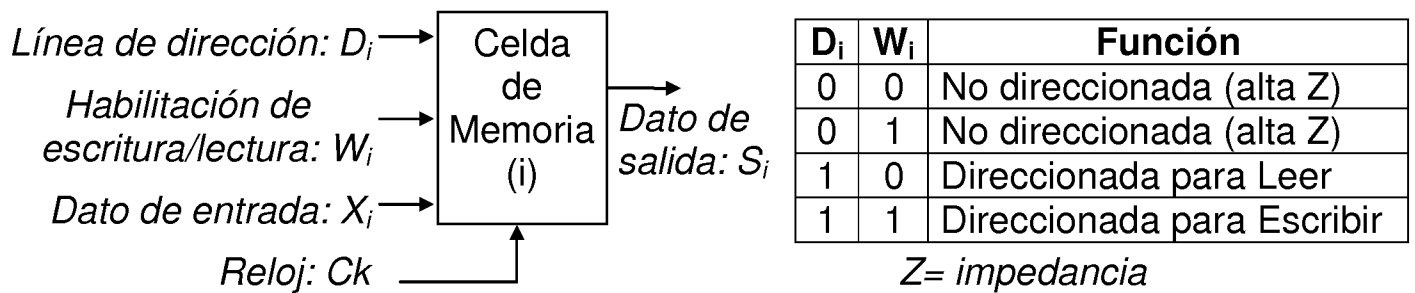 Línea de dirección: Di
Habilitación de
escritura/lectura: Wi
Dato de entrada: Xi
Reloj: Ck
Celda
de
Memoria
(i)
Dato de
salida: Si
Di Wi Función
0 0 No direccionada (alta Z)
0 1 No direccionada (alta Z)
1 0 Direccionada para Leer
1 1 Direccionada para Escribir
Z= impedancia